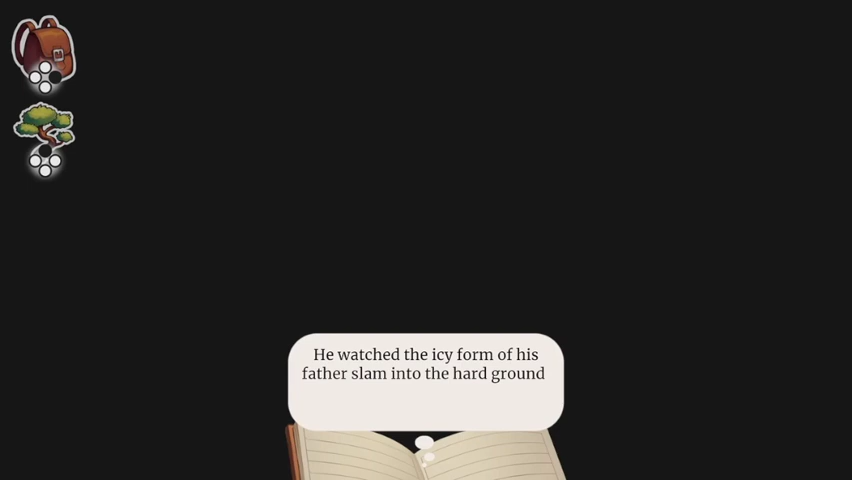 He watched the icy form of his
father slam into the hard ground